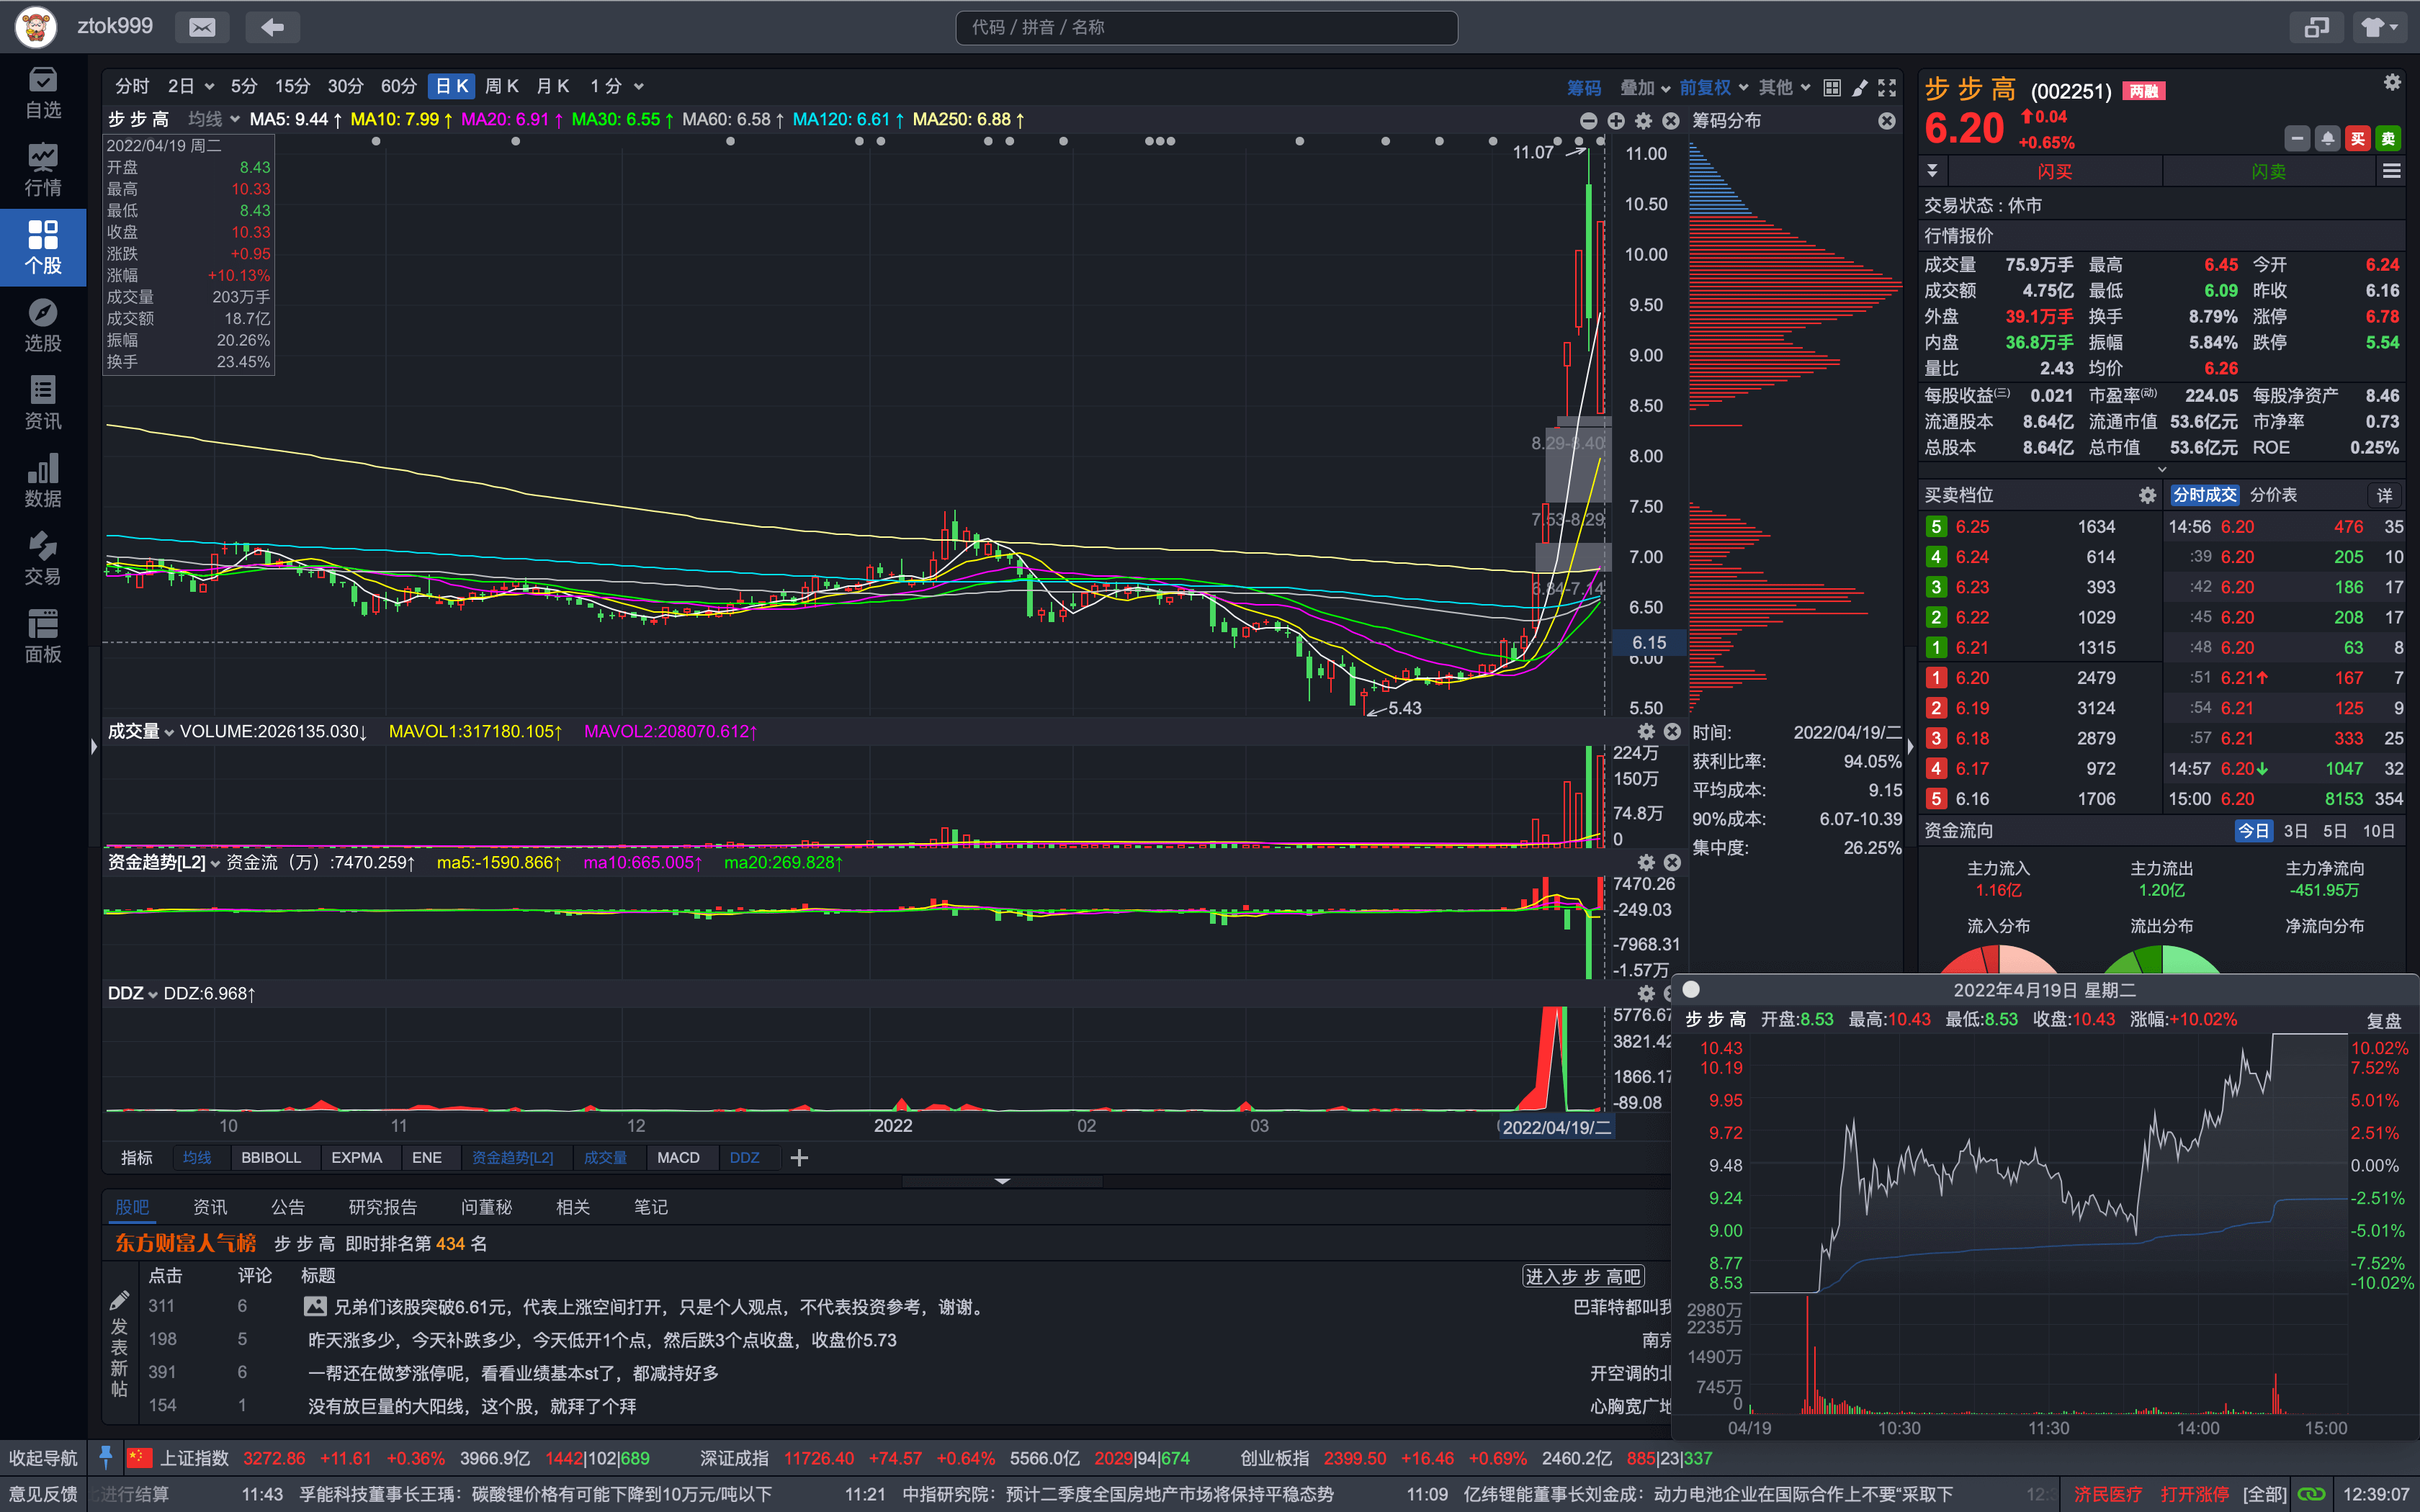 ztok999
代码 / 拼音 / 名称
自选
行情
个股
选股
资讯
数据
交易
面板
分时 2日 5分 15分 30分 60分 日K 周K 月K 1分
筹码 叠加 前复权 其他
步步高 均线 MA5: 9.44↑ MA10: 7.99↑ MA20: 6.91↑ MA30: 6.55↑ MA60: 6.58↑ MA120: 6.61↑ MA250: 6.88↑
筹码分布
2022/04/19 周二
开盘 8.43
最高 10.33
最低 8.43
收盘 10.33
涨跌 +0.95
涨幅 +10.13%
成交量 203万手
成交额 18.7亿
振幅 20.26%
换手 23.45%
11.07
11.00
10.50
10.00
9.50
9.00
8.50
8.29-8.40
8.00
7.50
7.53-8.29
7.00
6.84-7.14
6.50
6.15
6.00
5.50
5.43
成交量 VOLUME:2026135.030↓ MAVOL1:317180.105↑ MAVOL2:208070.612↑
224万
150万
74.8万
0
资金趋势[L2] 资金流（万）:7470.259↑ ma5:-1590.866↑ ma10:665.005↑ ma20:269.828↑
7470.26
-249.03
-7968.31
-1.57万
DDZ DDZ:6.968↑
5776.67
3821.42
1866.17
-89.08
10 11 12 2022 02 03 2022/04/19/二
指标 均线 BBIBOLL EXPMA ENE 资金趋势[L2] 成交量 MACD DDZ
时间: 2022/04/19/二
获利比率: 94.05%
平均成本: 9.15
90%成本: 6.07-10.39
集中度: 26.25%
股吧 资讯 公告 研究报告 问董秘 相关 笔记
东方财富人气榜 步步高 即时排名第 434 名
点击 评论 标题
进入步步高吧
发表新帖
311 6 兄弟们该股突破6.61元，代表上涨空间打开，只是个人观点，不代表投资参考，谢谢。 巴菲特都叫我
198 5 昨天涨多少，今天补跌多少，今天低开1个点，然后跌3个点收盘，收盘价5.73 南京
391 6 一帮还在做梦涨停呢，看看业绩基本st了，都减持好多 开空调的北
154 1 没有放巨量的大阳线，这个股，就拜了个拜 心胸宽广地
步步高 (002251) 两融
6.20 0.04
+0.65%
买 卖
闪买 闪卖
交易状态 : 休市
行情报价
成交量 75.9万手 最高 6.45 今开 6.24
成交额 4.75亿 最低 6.09 昨收 6.16
外盘 39.1万手 换手 8.79% 涨停 6.78
内盘 36.8万手 振幅 5.84% 跌停 5.54
量比 2.43 均价 6.26
每股收益(三) 0.021 市盈率(动) 224.05 每股净资产 8.46
流通股本 8.64亿 流通市值 53.6亿元 市净率 0.73
总股本 8.64亿 总市值 53.6亿元 ROE 0.25%
买卖档位 分时成交 分价表 详
5 6.25 1634 14:56 6.20 476 35
4 6.24 614 :39 6.20 205 10
3 6.23 393 :42 6.20 186 17
2 6.22 1029 :45 6.20 208 17
1 6.21 1315 :48 6.20 63 8
1 6.20 2479 :51 6.21↑ 167 7
2 6.19 3124 :54 6.21 125 9
3 6.18 2879 :57 6.21 333 25
4 6.17 972 14:57 6.20↓ 1047 32
5 6.16 1706 15:00 6.20 8153 354
资金流向 今日 3日 5日 10日
主力流入 主力流出 主力净流向
1.16亿 1.20亿 -451.95万
流入分布 流出分布 净流向分布
2022年4月19日 星期二
步步高 开盘:8.53 最高:10.43 最低:8.53 收盘:10.43 涨幅:+10.02% 复盘
10.43 10.02%
10.19 7.52%
9.95 5.01%
9.72 2.51%
9.48 0.00%
9.24 -2.51%
9.00 -5.01%
8.77 -7.52%
8.53 -10.02%
2980万
2235万
1490万
745万
0
04/19 10:30 11:30 14:00 15:00
收起导航 上证指数 3272.86 +11.61 +0.36% 3966.9亿 1442|102|689 深证成指 11726.40 +74.57 +0.64% 5566.0亿 2029|94|674 创业板指 2399.50 +16.46 +0.69% 2460.2亿 885|23|337
意见反馈 进行结算 11:43 孚能科技董事长王瑀：碳酸锂价格有可能下降到10万元/吨以下 11:21 中指研究院：预计二季度全国房地产市场将保持平稳态势 11:09 亿纬锂能董事长刘金成：动力电池企业在国际合作上不要“采取下 济民医疗 打开涨停 [全部] 12:39:07